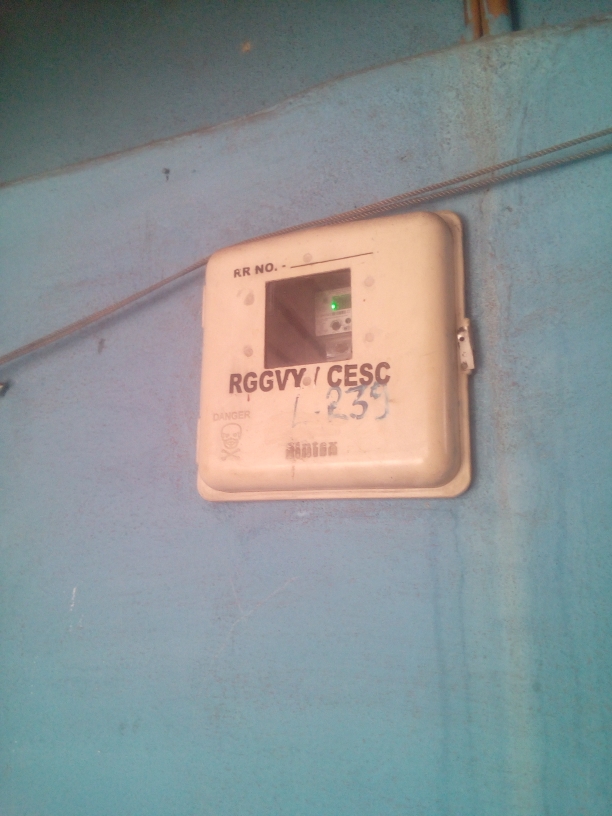 RR NO. -
RGGVY / CESC
L-239
DANGER